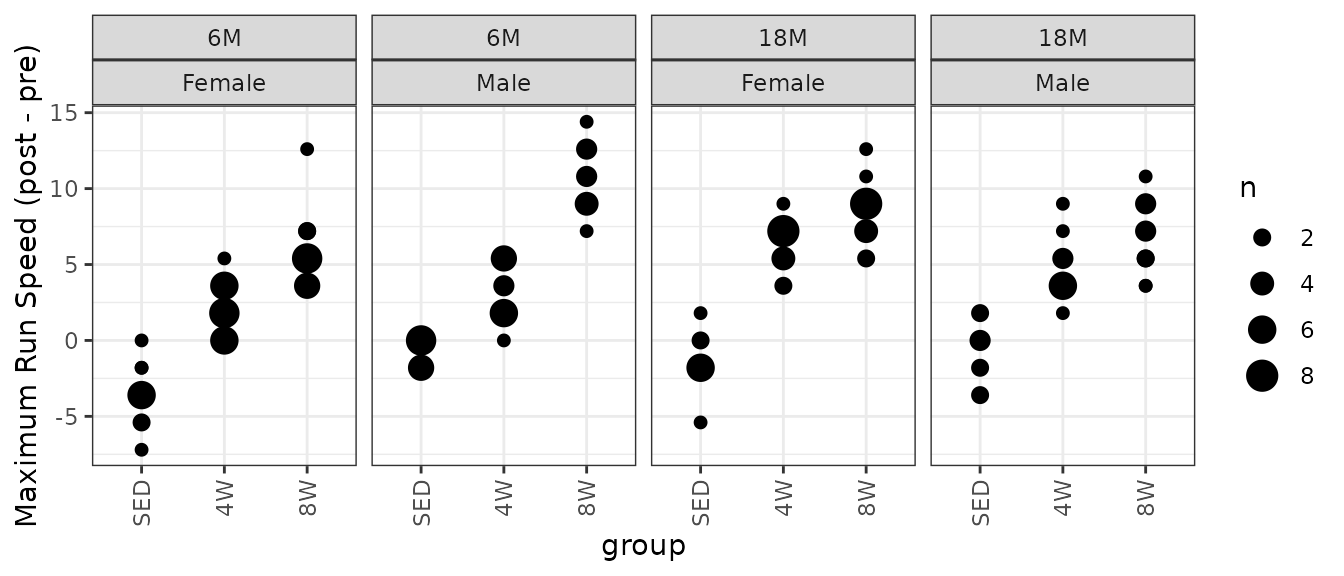 6M 6M 18M 18M
Female Male Female Male
Maximum Run Speed (post - pre)
15
10
5
0
-5
SED 4W 8W SED 4W 8W SED 4W 8W SED 4W 8W
group
n
2
4
6
8